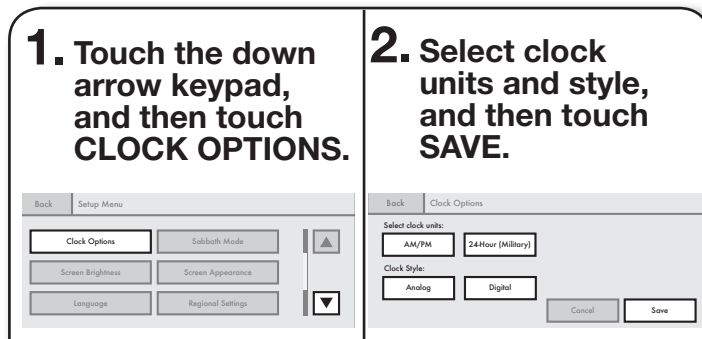 1. Touch the down
arrow keypad,
and then touch
CLOCK OPTIONS.
Back Setup Menu
Clock Options Sabbath Mode
Screen Brightness Screen Appearance
Language Regional Settings
2. Select clock
units and style,
and then touch
SAVE.
Back Clock Options
Select clock units:
AM/PM 24-Hour (Military)
Clock Style:
Analog Digital
Cancel Save